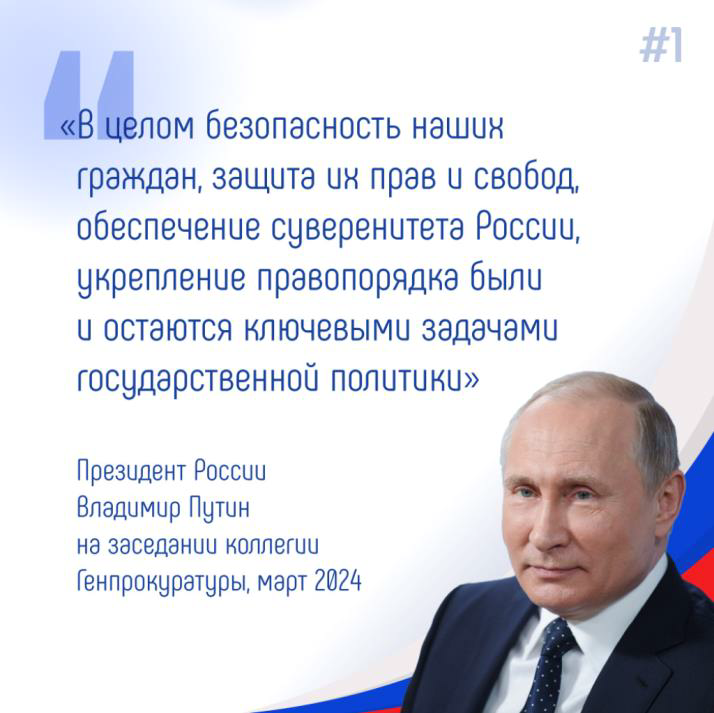 #1
«В целом безопасность наших
граждан, защита их прав и свобод,
обеспечение суверенитета России,
укрепление правопорядка были
и остаются ключевыми задачами
государственной политики»
Президент России
Владимир Путин
на заседании коллегии
Генпрокуратуры, март 2024